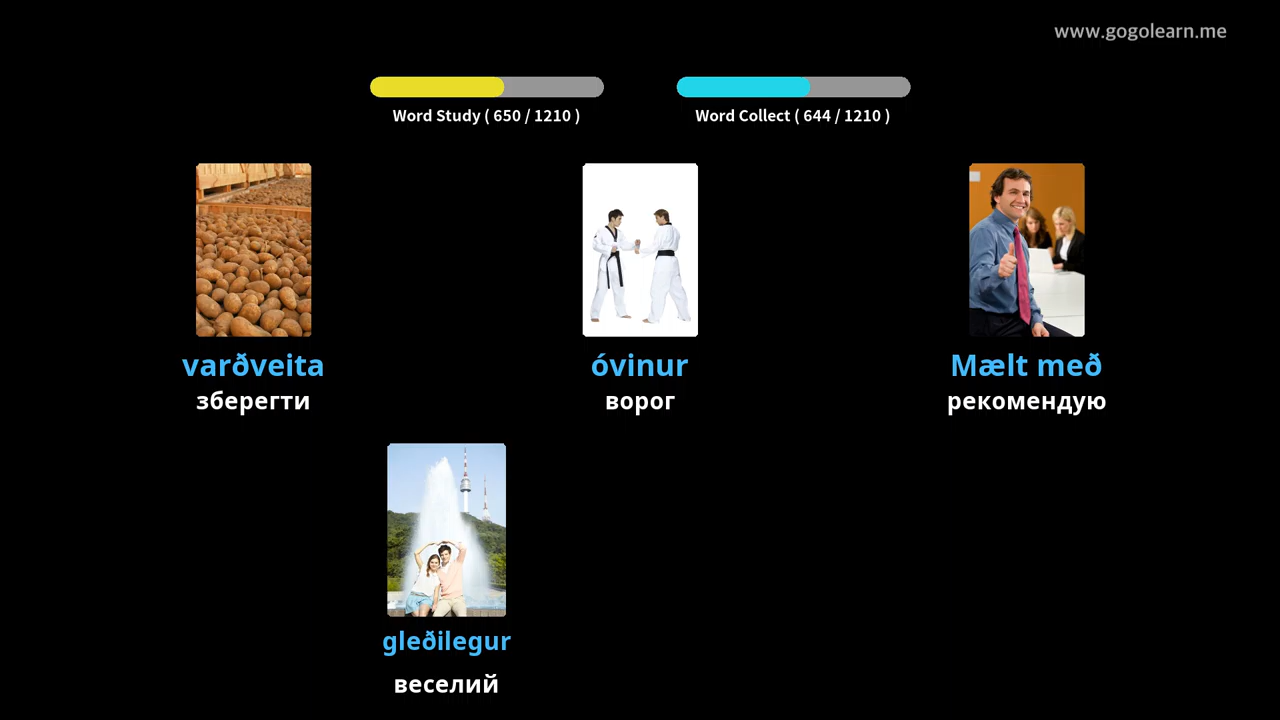 www.gogolearn.me
Word Study ( 650 / 1210 )
Word Collect ( 644 / 1210 )
varðveita
зберегти
óvinur
ворог
Mælt með
рекомендую
gleðilegur
веселий